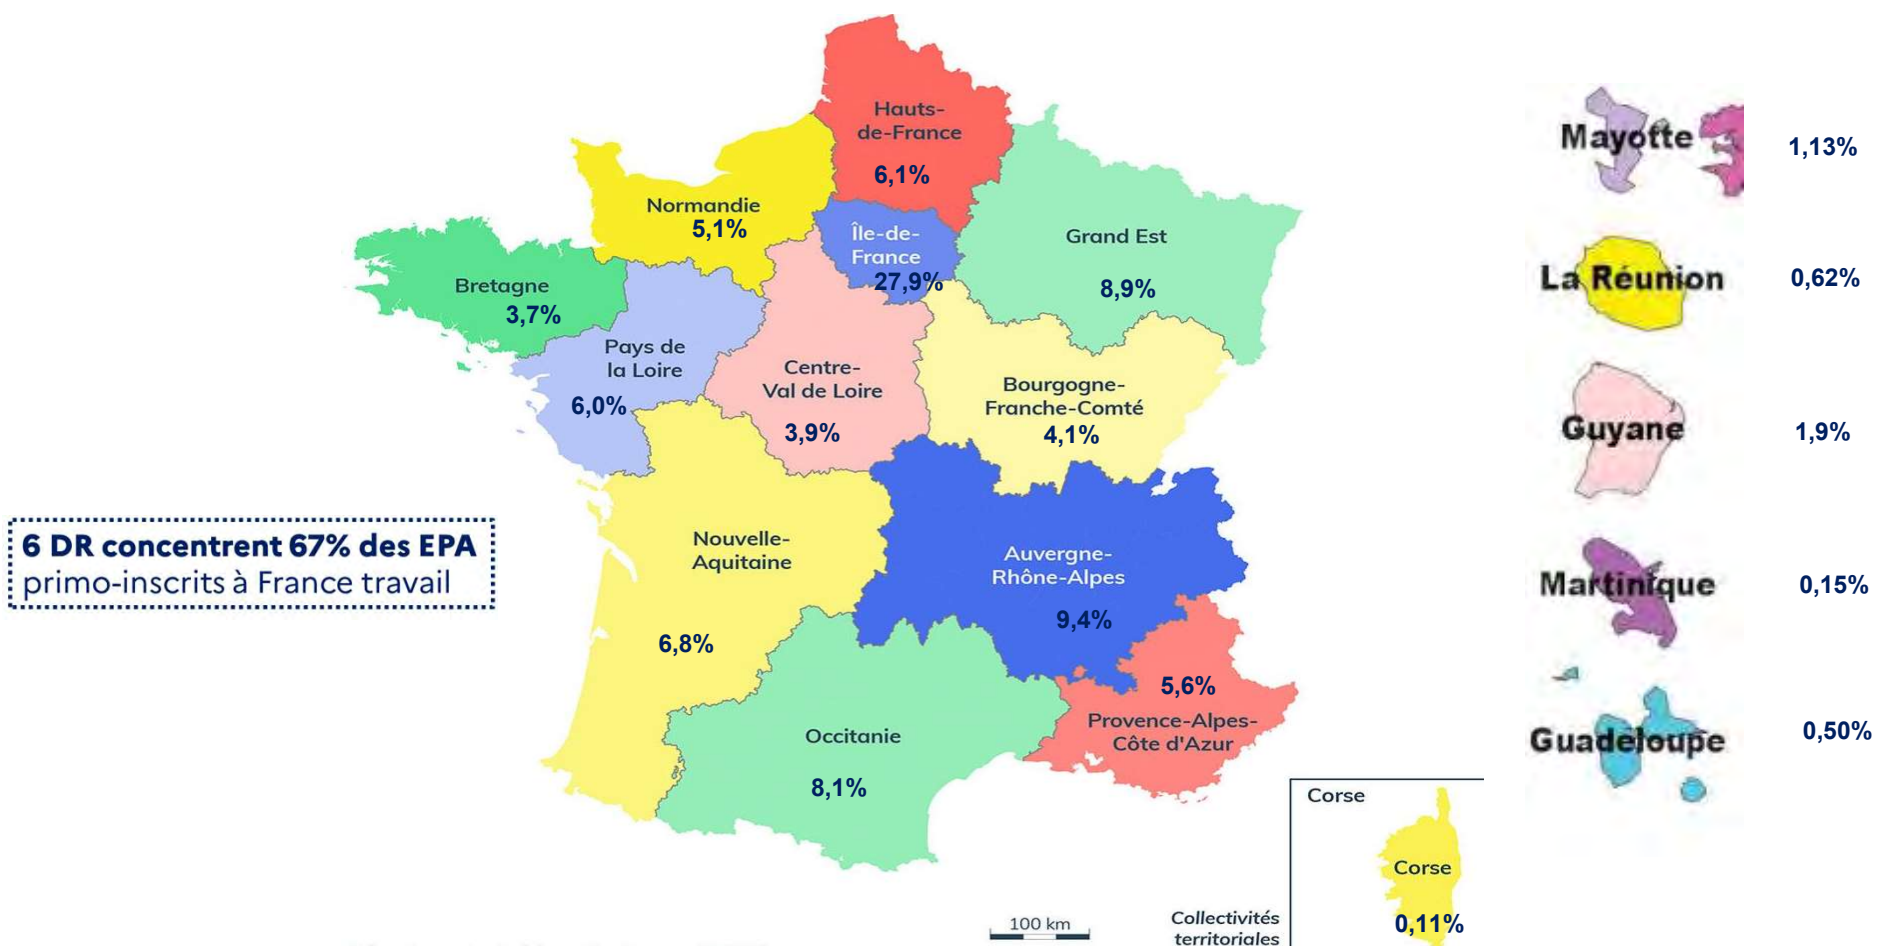 Hauts-
de-France
6,1%
Normandie
5,1%
Île-de-
France
27,9%
Grand Est
8,9%
Bretagne
3,7%
Pays de
la Loire
6,0%
Centre-
Val de Loire
3,9%
Bourgogne-
Franche-Comté
4,1%
6 DR concentrent 67% des EPA
primo-inscrits à France travail
Nouvelle-
Aquitaine
6,8%
Auvergne-
Rhône-Alpes
9,4%
5,6%
Provence-Alpes-
Côte d'Azur
Occitanie
8,1%
Corse
Corse
0,11%
100 km
Collectivités
territoriales
Mayotte
1,13%
La Réunion
0,62%
Guyane
1,9%
Martinique
0,15%
Guadeloupe
0,50%